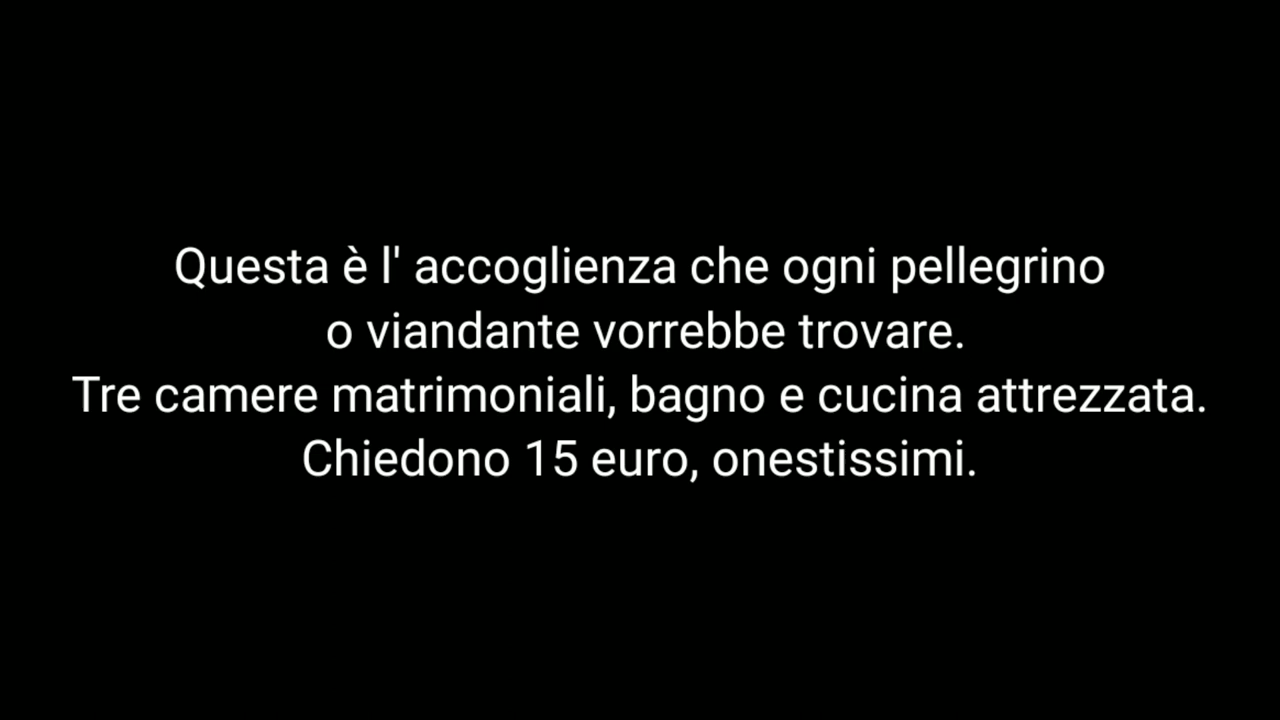 Questa è l' accoglienza che ogni pellegrino
o viandante vorrebbe trovare.
Tre camere matrimoniali, bagno e cucina attrezzata.
Chiedono 15 euro, onestissimi.